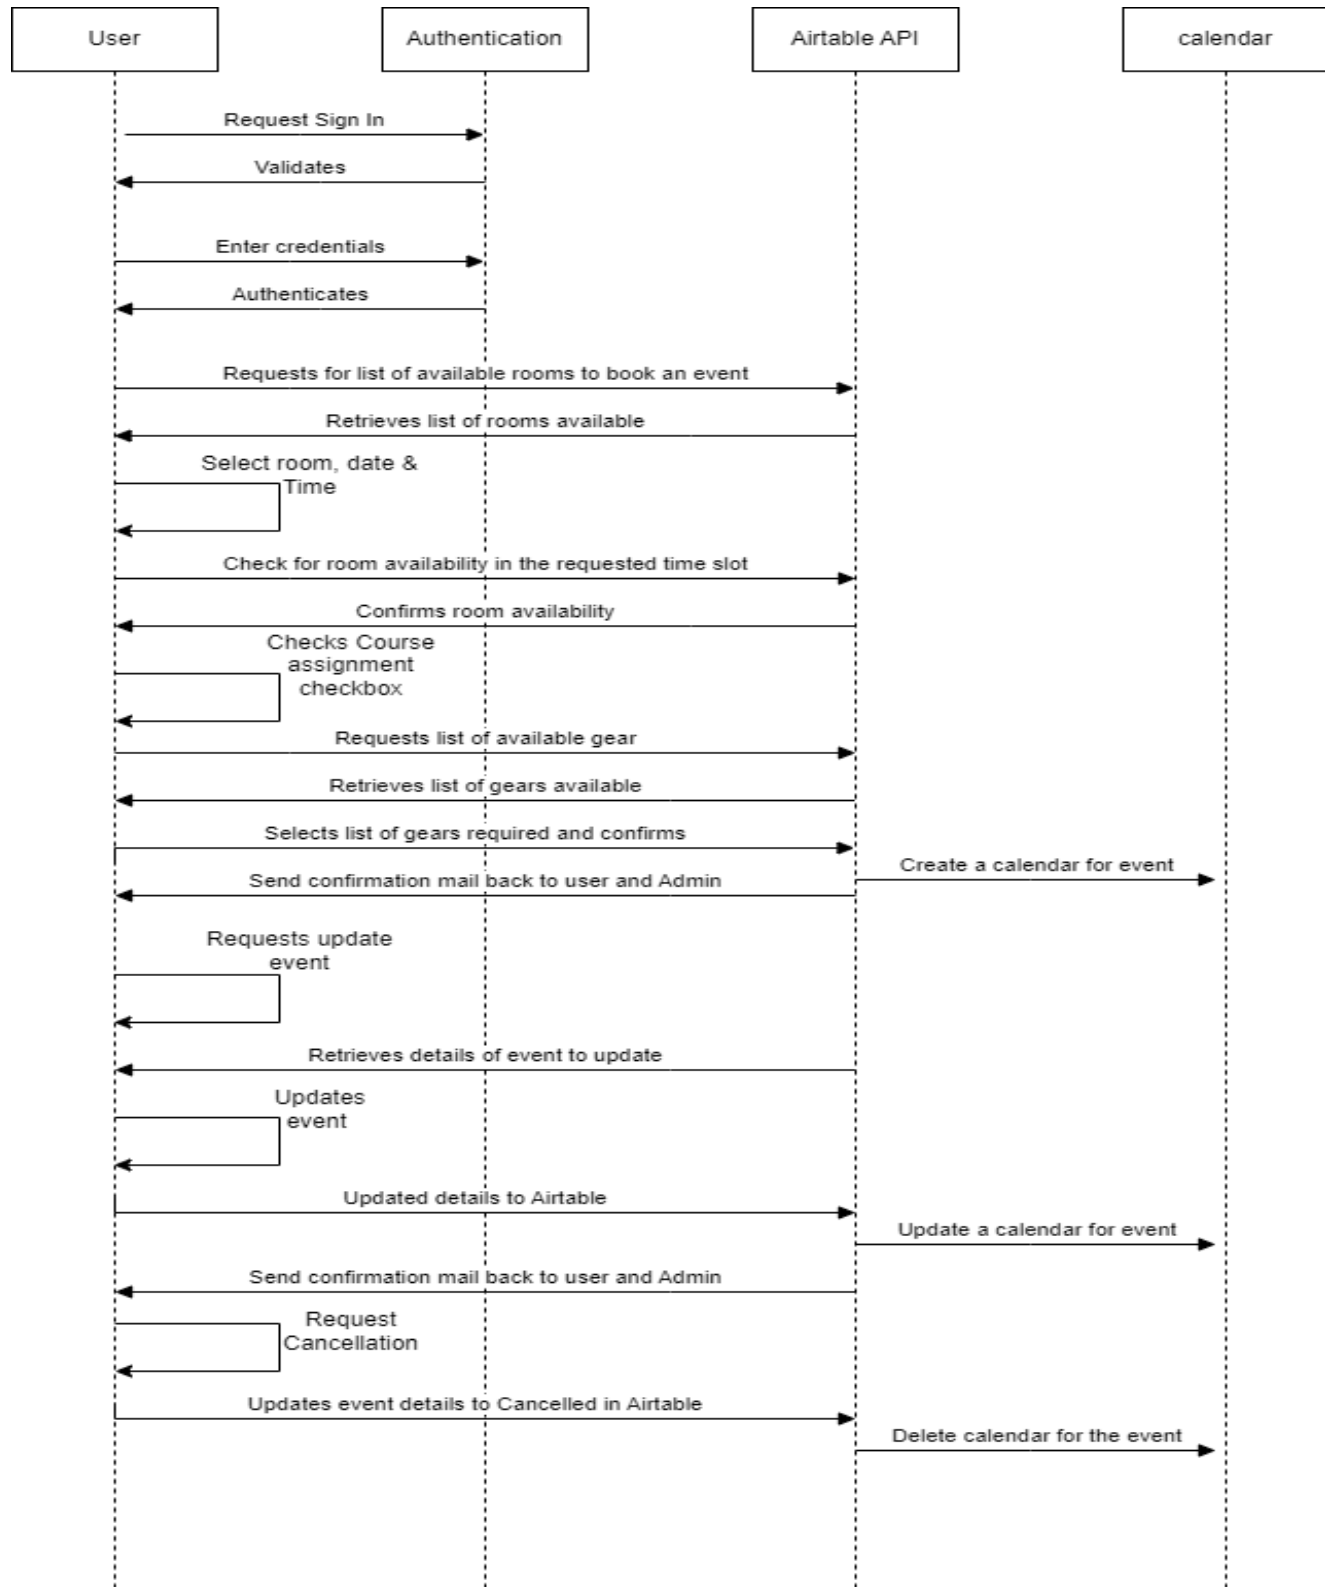 User
Authentication
Airtable API
calendar
Request Sign In
Validates
Enter credentials
Authenticates
Requests for list of available rooms to book an event
Retrieves list of rooms available
Select room, date &
Time
Check for room availability in the requested time slot
Confirms room availability
Checks Course
assignment
checkbox
Requests list of available gear
Retrieves list of gears available
Selects list of gears required and confirms
Create a calendar for event
Send confirmation mail back to user and Admin
Requests update
event
Retrieves details of event to update
Updates
event
Updated details to Airtable
Update a calendar for event
Send confirmation mail back to user and Admin
Request
Cancellation
Updates event details to Cancelled in Airtable
Delete calendar for the event